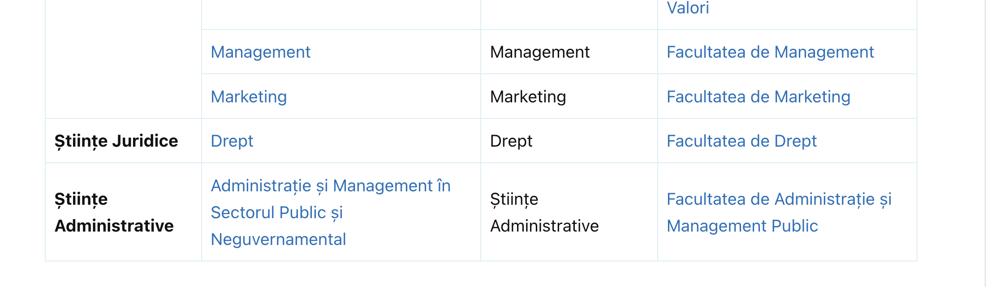 Valori
Management Management Facultatea de Management
Marketing Marketing Facultatea de Marketing
Științe Juridice Drept Drept Facultatea de Drept
Științe
Administrative
Administrație și Management în
Sectorul Public și
Neguvernamental
Științe
Administrative
Facultatea de Administrație și
Management Public